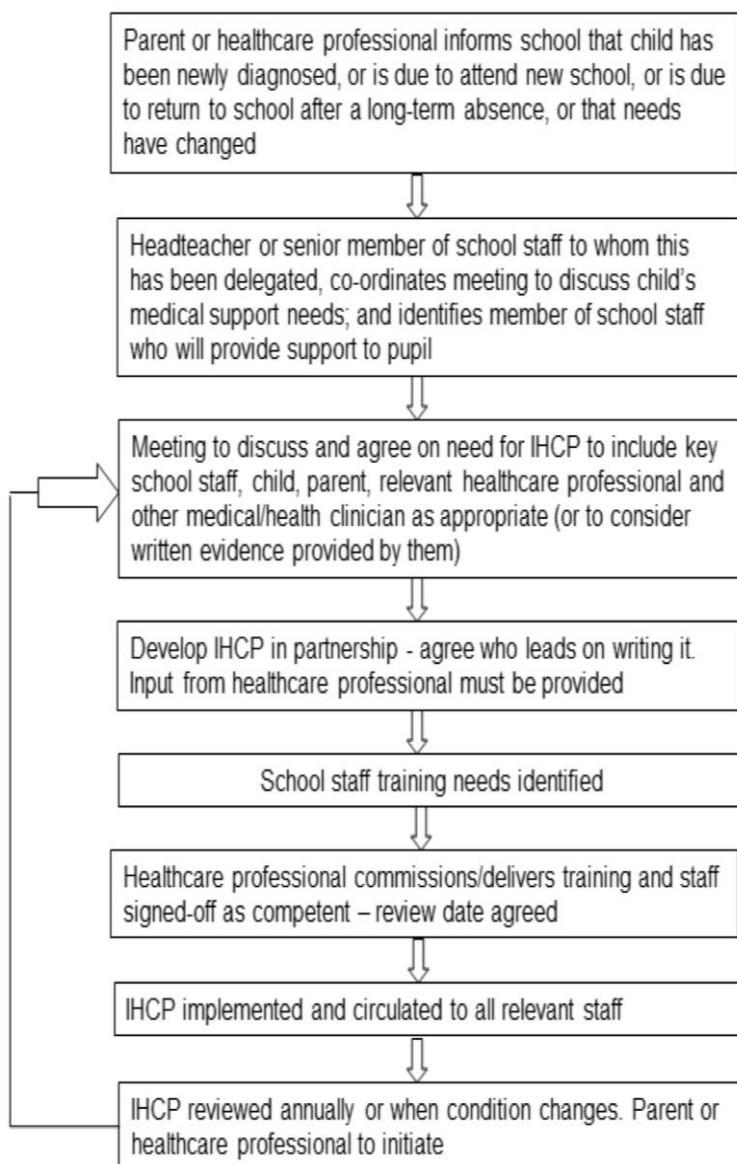 Parent or healthcare professional informs school that child has
been newly diagnosed, or is due to attend new school, or is due
to return to school after a long-term absence, or that needs
have changed
Headteacher or senior member of school staff to whom this
has been delegated, co-ordinates meeting to discuss child's
medical support needs; and identifies member of school staff
who will provide support to pupil
Meeting to discuss and agree on need for IHCP to include key
school staff, child, parent, relevant healthcare professional and
other medical/health clinician as appropriate (or to consider
written evidence provided by them)
Develop IHCP in partnership - agree who leads on writing it.
Input from healthcare professional must be provided
School staff training needs identified
Healthcare professional commissions/delivers training and staff
signed-off as competent – review date agreed
IHCP implemented and circulated to all relevant staff
IHCP reviewed annually or when condition changes. Parent or
healthcare professional to initiate